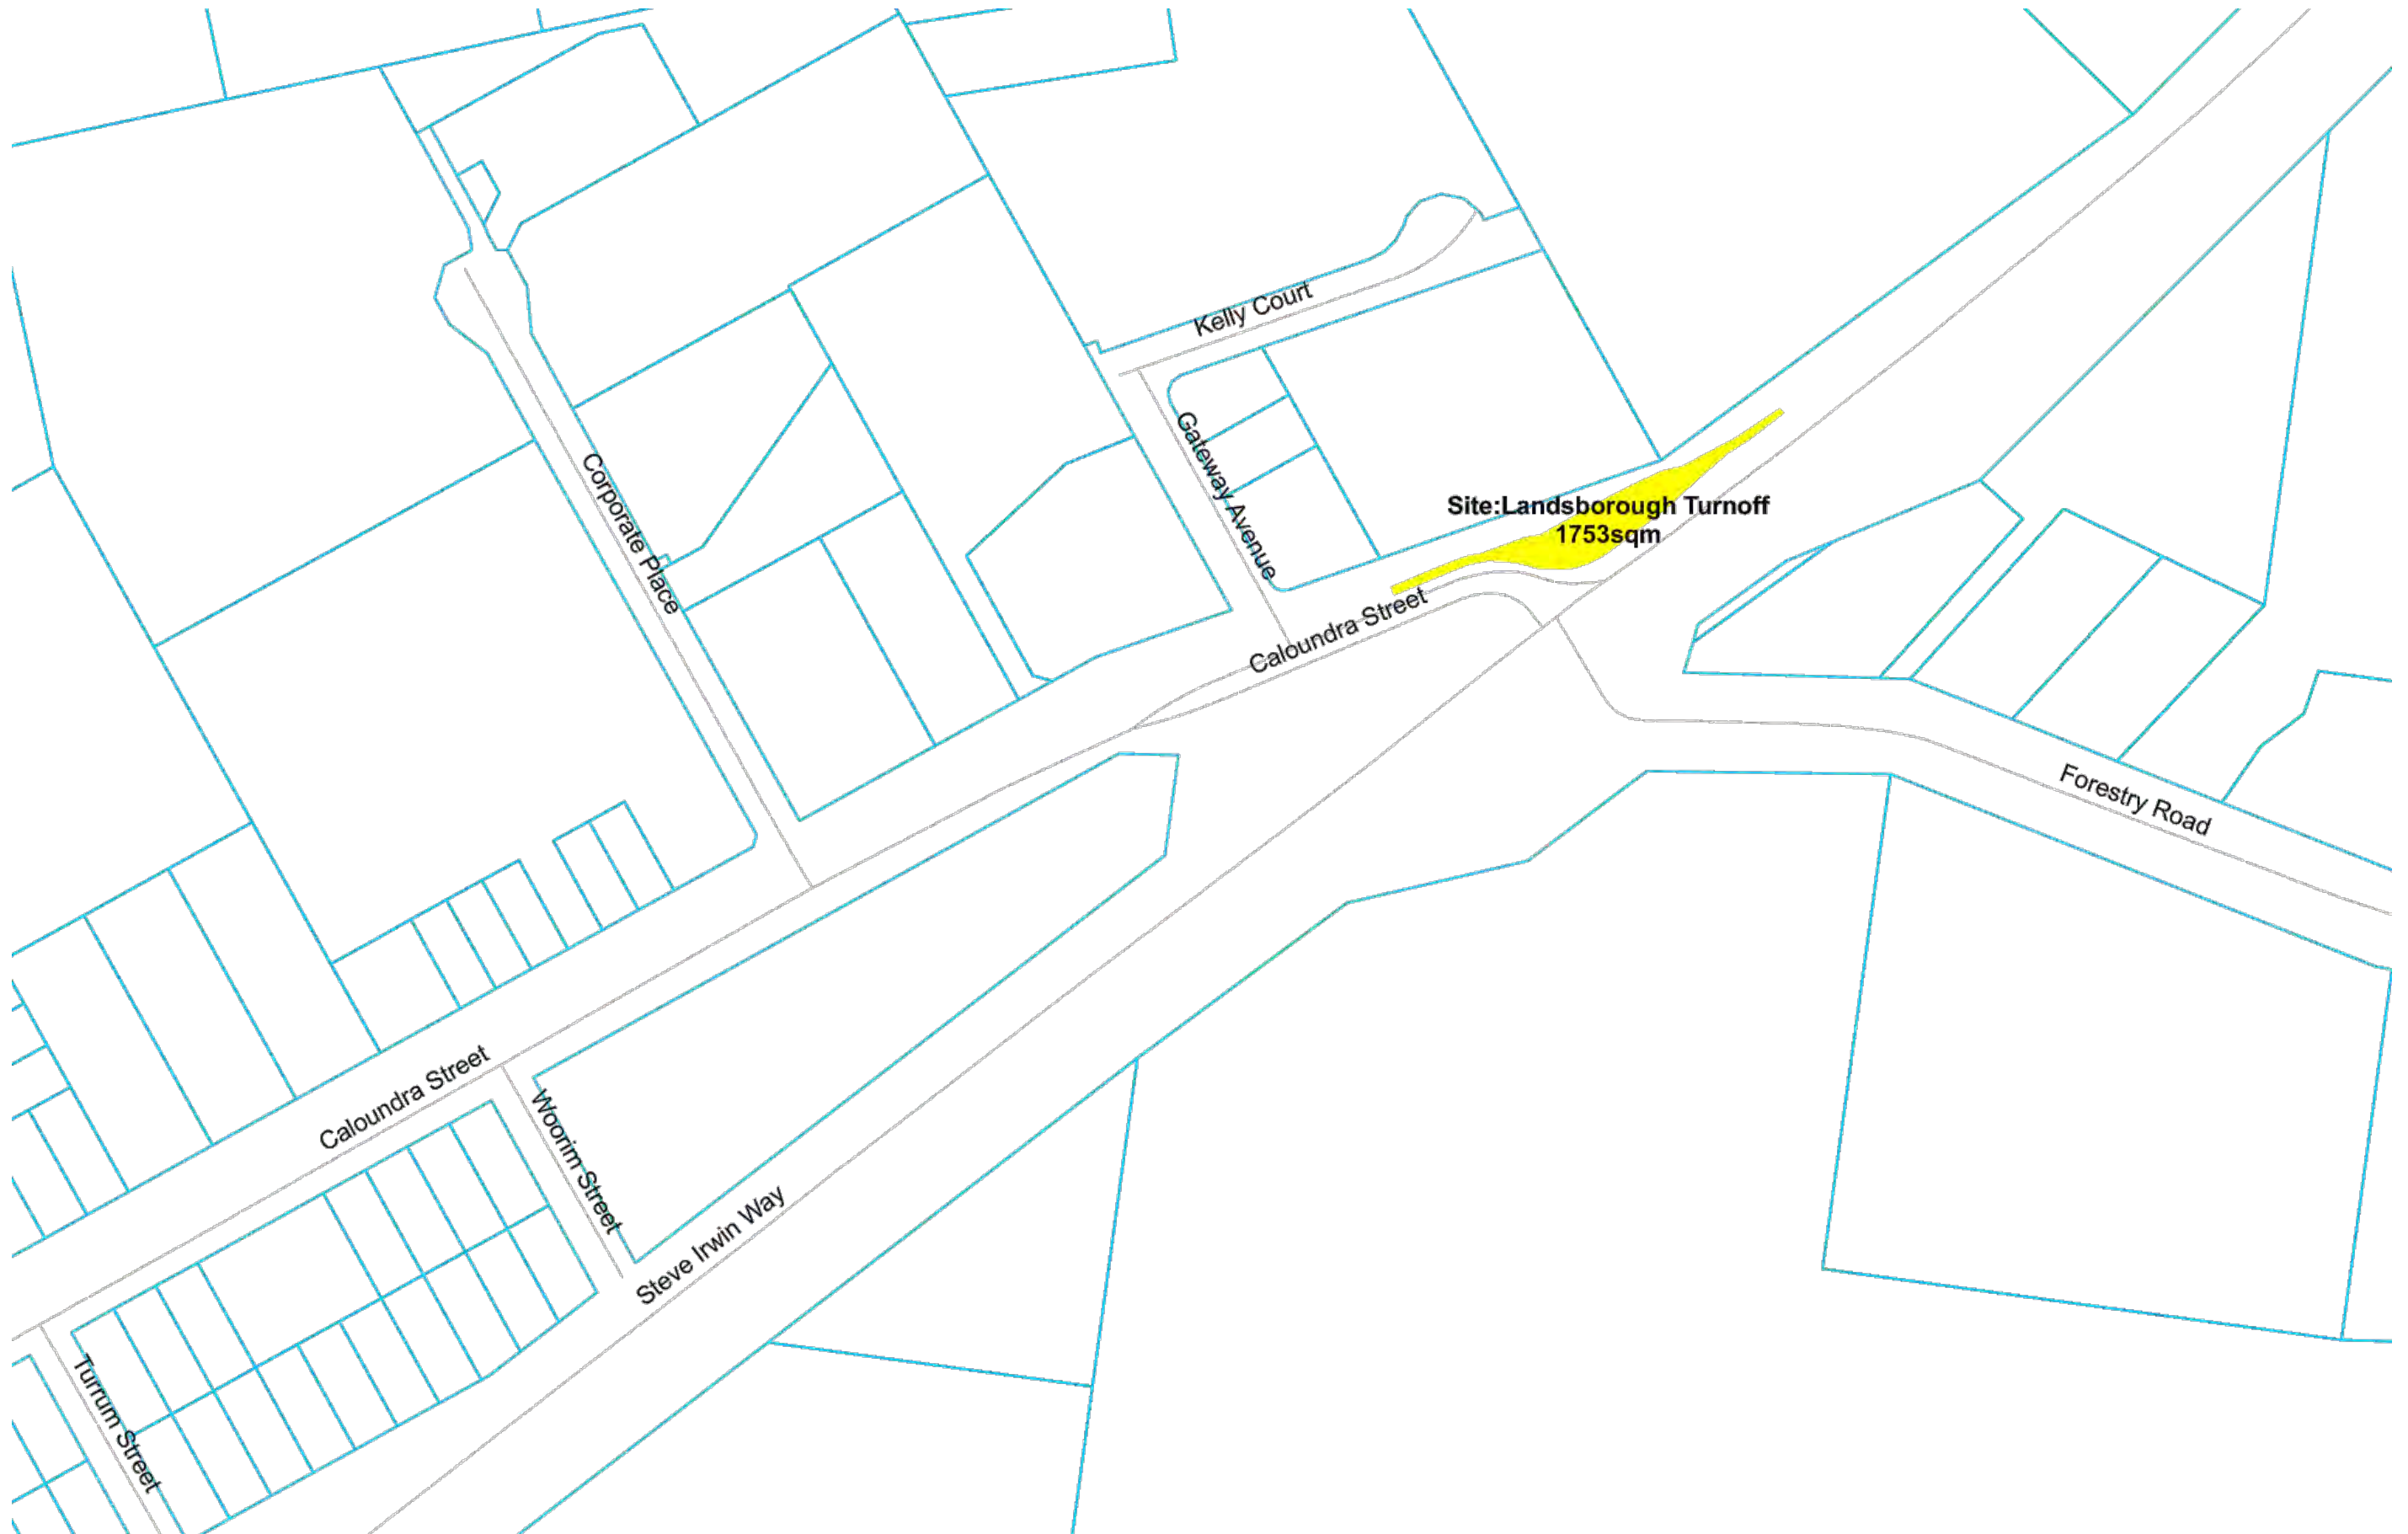 Kelly Court
Gateway Avenue
Corporate Place
Site:Landsborough Turnoff
1753sqm
Caloundra Street
Forestry Road
Caloundra Street
Woorim Street
Steve Irwin Way
Turrum Street